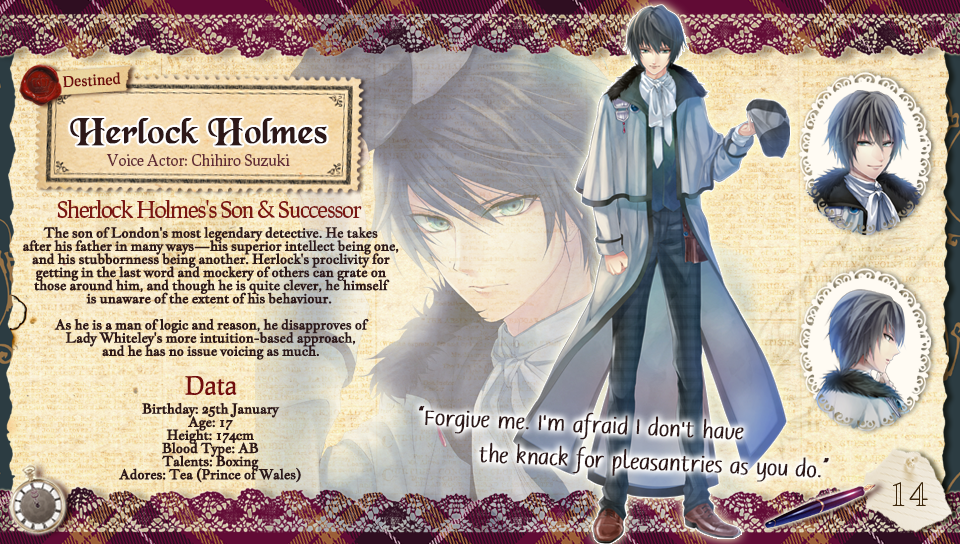 Destined
Herlock Holmes
Voice Actor: Chihiro Suzuki
Sherlock Holmes's Son & Successor
The son of London's most legendary detective. He takes
after his father in many ways—his superior intellect being one,
and his stubbornness being another. Herlock's proclivity for
getting in the last word and mockery of others can grate on
those around him, and though he is quite clever, he himself
is unaware of the extent of his behaviour.
As he is a man of logic and reason, he disapproves of
Lady Whiteley's more intuition-based approach,
and he has no issue voicing as much.
Data
Birthday: 25th January
Age: 17
Height: 174cm
Blood Type: AB
Talents: Boxing
Adores: Tea (Prince of Wales)
"Forgive me. I'm afraid I don't have
the knack for pleasantries as you do."
14